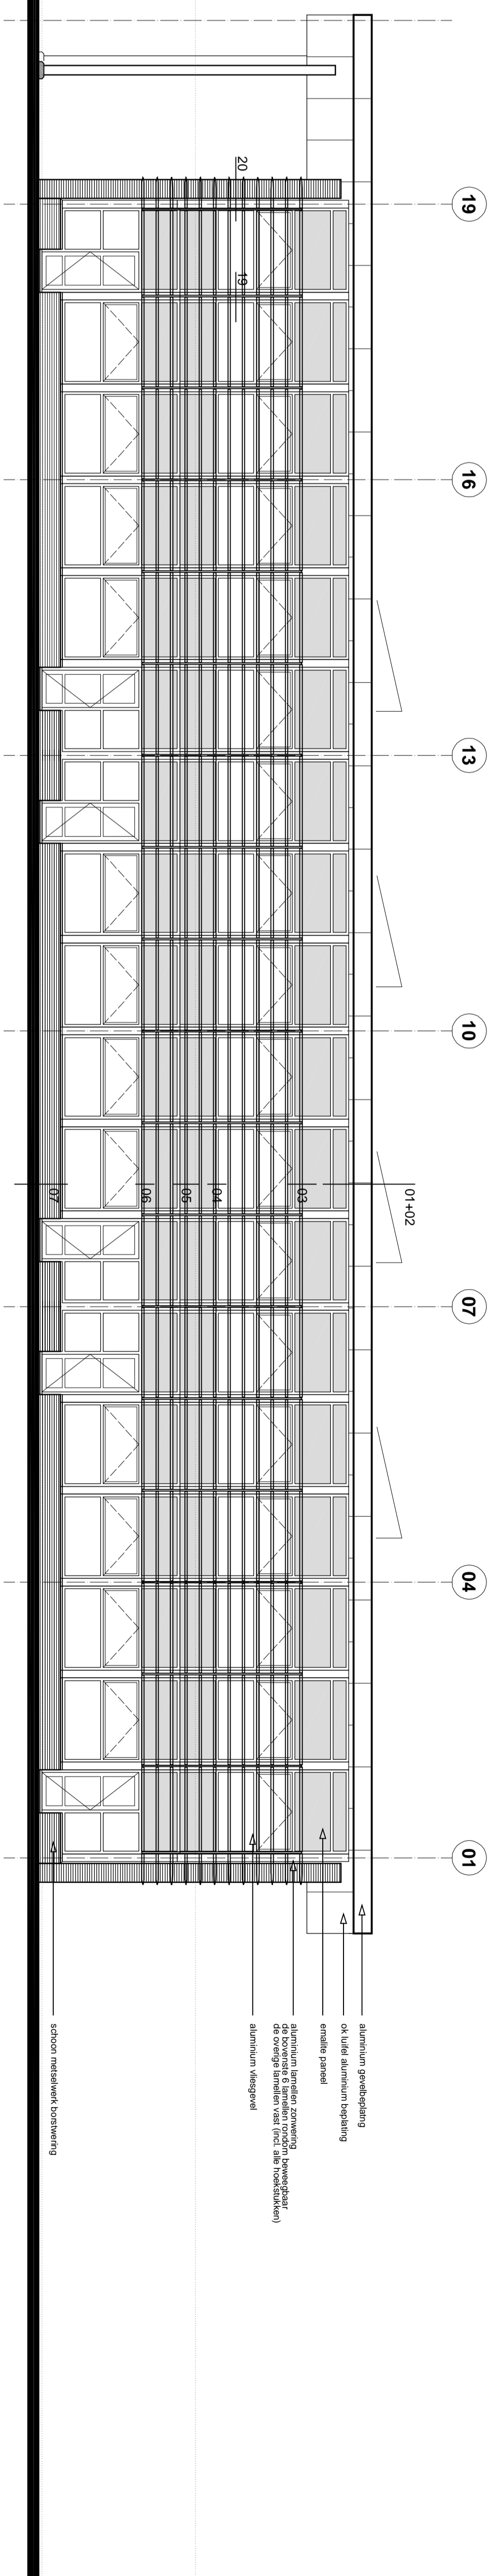 19
16
13
10
07
04
01
20
19
01+02
03
04
05
06
07
aluminium gevelbeplating
ok luifel aluminium beplating
emalite paneel
aluminium lamellen zonwering
de bovenste 6 lamellen rondom beweegbaar
de overige lamellen vast (incl. alle hoekstukken)
aluminium vliesgevel
schoon metselwerk borstwering